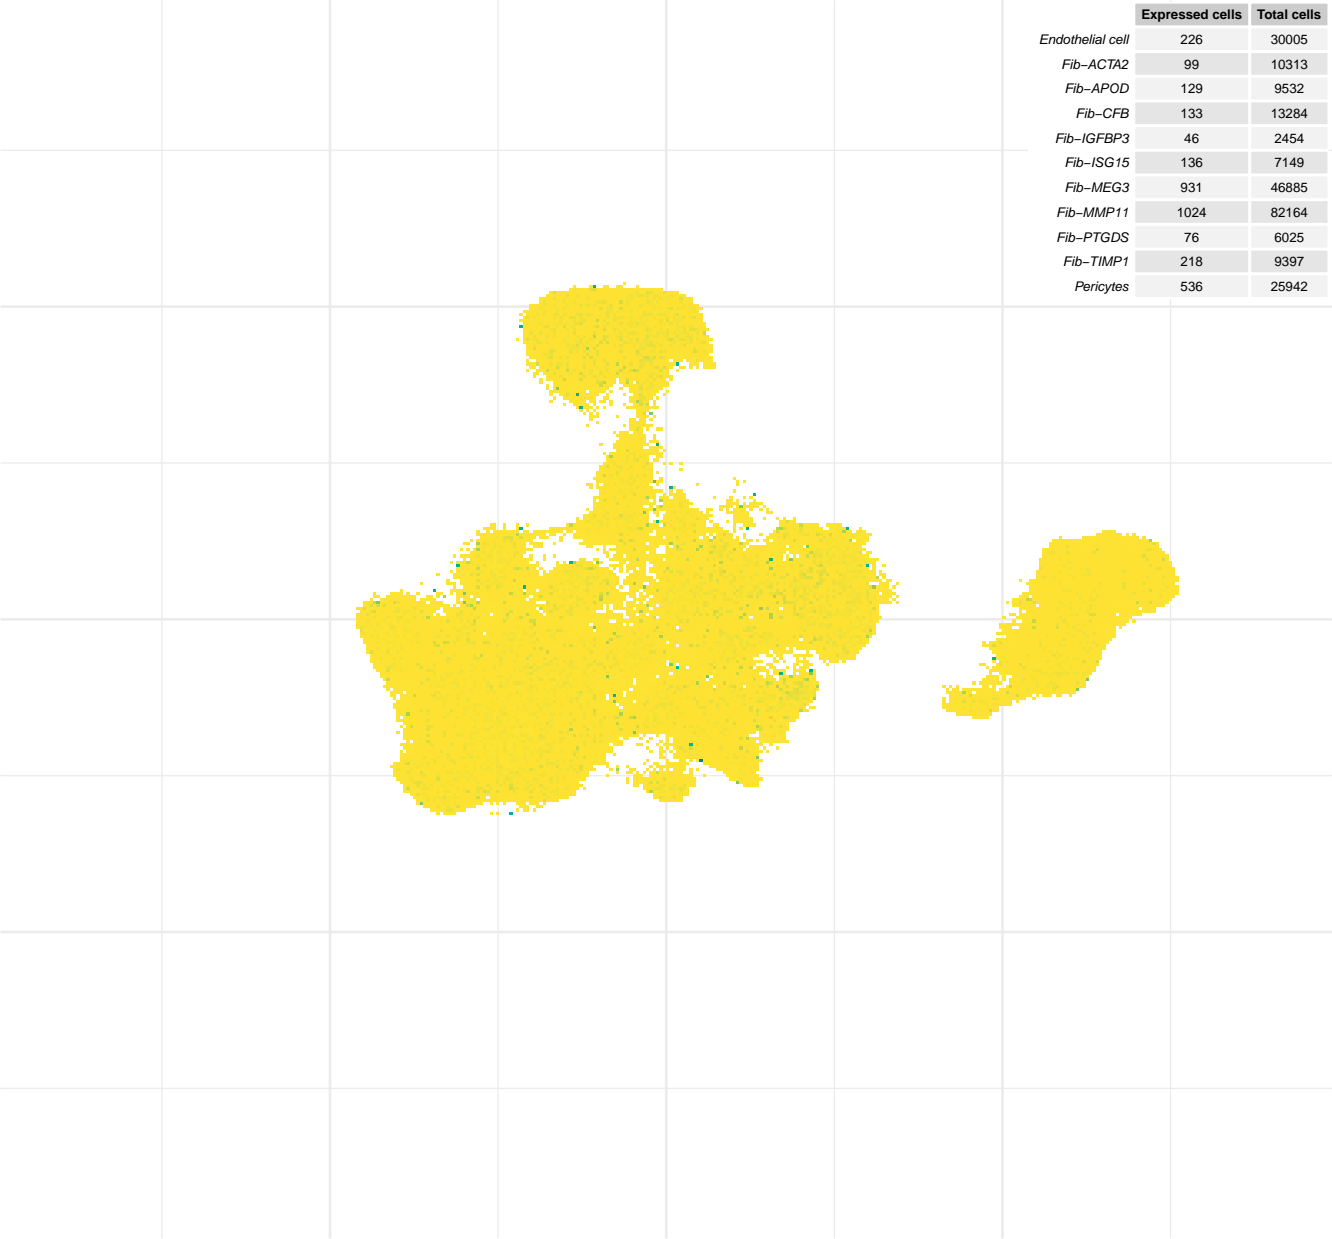 Expressed cells Total cells
Endothelial cell 226 30005
Fib−ACTA2 99 10313
Fib−APOD 129 9532
Fib−CFB 133 13284
Fib−IGFBP3 46 2454
Fib−ISG15 136 7149
Fib−MEG3 931 46885
Fib−MMP11 1024 82164
Fib−PTGDS 76 6025
Fib−TIMP1 218 9397
Pericytes 536 25942